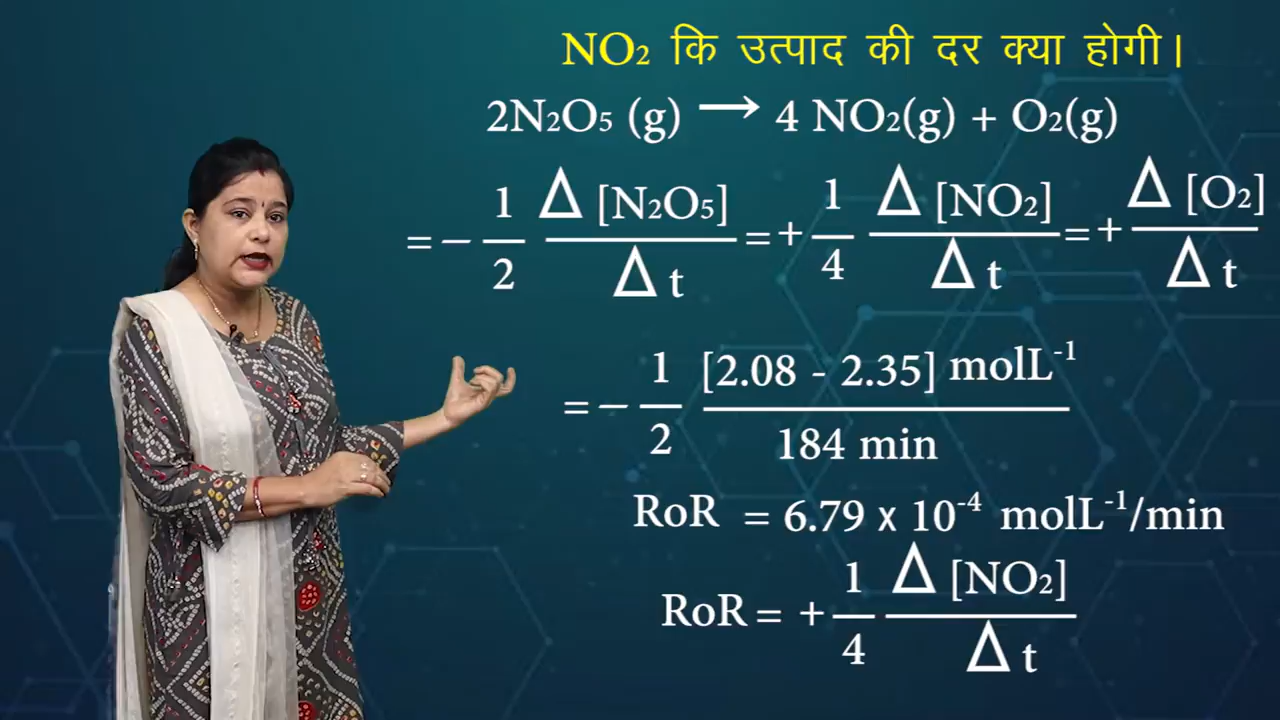 NO₂ कि उत्पाद की दर क्या होगी।
2N₂O₅ (g) → 4 NO₂(g) + O₂(g)
= − 1/2 Δ [N₂O₅]/Δ t = + 1/4 Δ [NO₂]/Δ t = + Δ [O₂]/Δ t
= − 1/2 [2.08 - 2.35] molL⁻¹/184 min
RoR = 6.79 x 10⁻⁴ molL⁻¹/min
RoR = + 1/4 Δ [NO₂]/Δ t